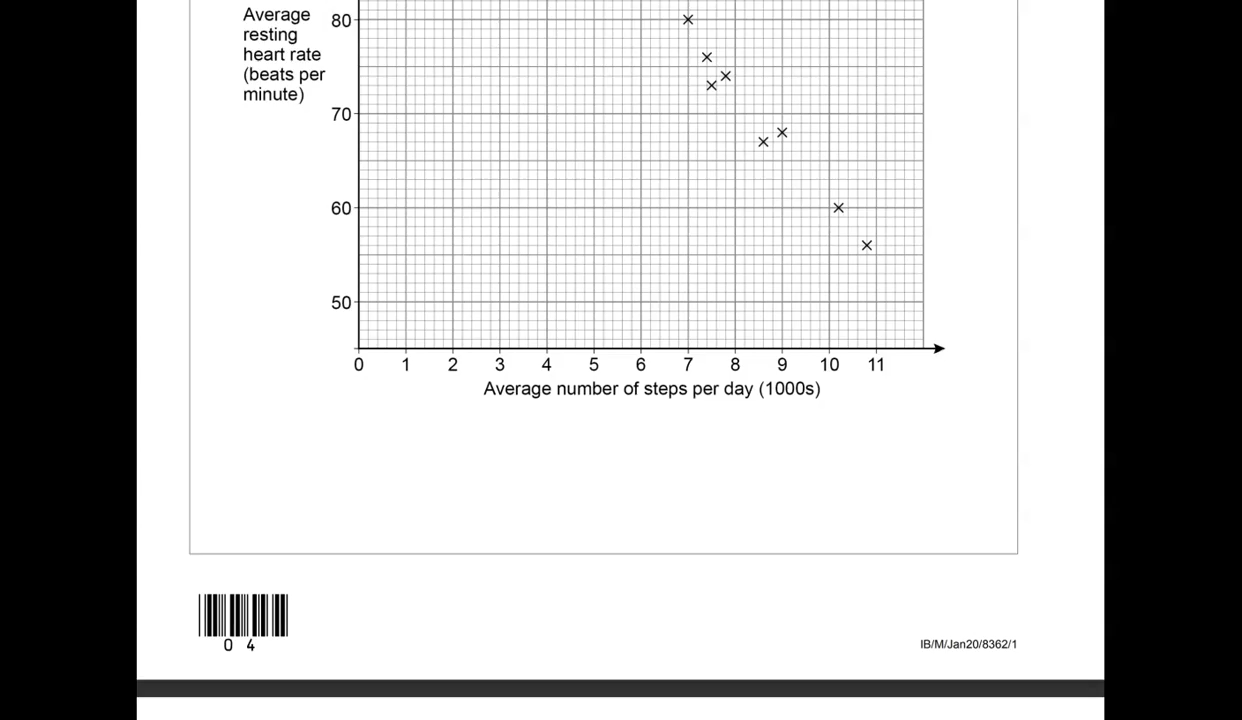 Average
resting
heart rate
(beats per
minute)
80
70
60
50
0 1 2 3 4 5 6 7 8 9 10 11
Average number of steps per day (1000s)
0 4
IB/M/Jan20/8362/1